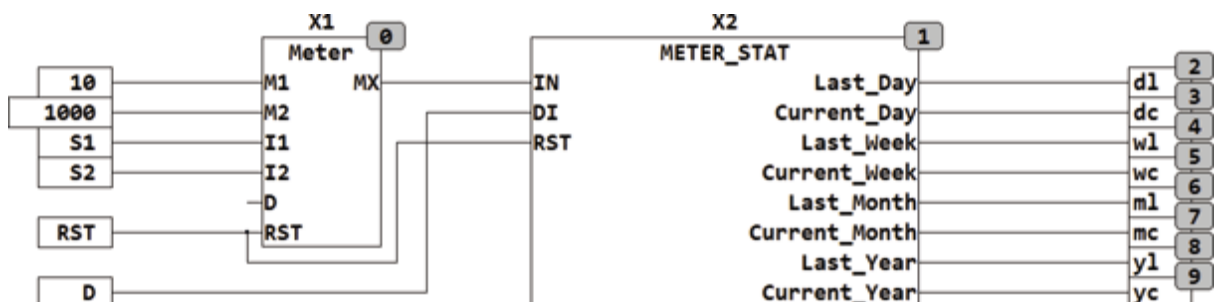 X1 X2
0 1
Meter METER_STAT
2
10 M1 MX IN Last_Day dl
3
1000 M2 DI Current_Day dc
4
S1 I1 RST Last_Week wl
5
S2 I2 Current_Week wc
6
D Last_Month ml
7
RST RST Current_Month mc
8
Last_Year yl
9
D Current_Year yc